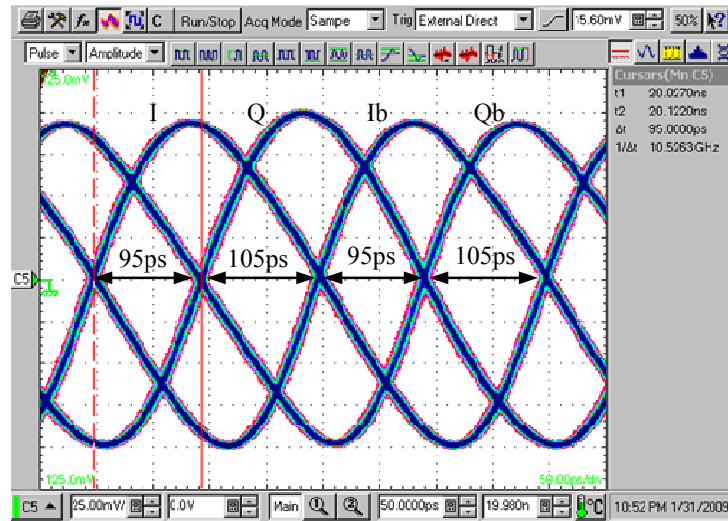 C Run/Stop Acq Mode Sampe Trig External Direct 15.60mV 50%
Pulse Amplitude
125.0mV
Cursors(Mn C5)
t1 20.0270ns
t2 20.1220ns
Δt 95.0000ps
1/Δt 10.5263GHz
I Q Ib Qb
95ps 105ps 95ps 105ps
C5
125.0mV
50.00ps/div
C5 25.00mV/ 0.0V Main 50.0000ps 19.980n °C 10:52 PM 1/31/200